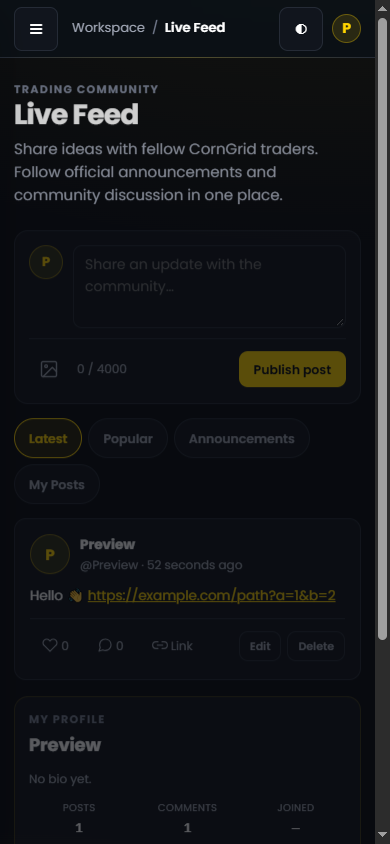 Workspace / Live Feed
P
TRADING COMMUNITY
Live Feed
Share ideas with fellow CornGrid traders.
Follow official announcements and
community discussion in one place.
P
Share an update with the
community…
0 / 4000
Publish post
Latest
Popular
Announcements
My Posts
P
Preview
@Preview · 52 seconds ago
Hello 👋 https://example.com/path?a=1&b=2
0
0
Link
Edit
Delete
MY PROFILE
Preview
No bio yet.
POSTS COMMENTS JOINED
1 1 —